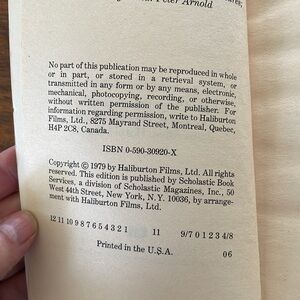 Peter Arnold
No part of this publication may be reproduced in whole
or in part, or stored in a retrieval system, or
transmitted in any form or by any means, electronic,
mechanical, photocopying, recording, or otherwise,
without written permission of the publisher. For
information regarding permission, write to Haliburton
Films, Ltd., 8275 Mayrand Street, Montreal, Quebec,
H4P 2C8, Canada.
ISBN 0-590-30920-X
Copyright © 1979 by Haliburton Films, Ltd. All rights
reserved. This edition is published by Scholastic Book
Services, a division of Scholastic Magazines, Inc., 50
West 44th Street, New York, N.Y. 10036, by arrange-
ment with Haliburton Films, Ltd.
12 11 10 9 8 7 6 5 4 3 2 1 11 9/7 0 1 2 3 4/8
Printed in the U.S.A. 06